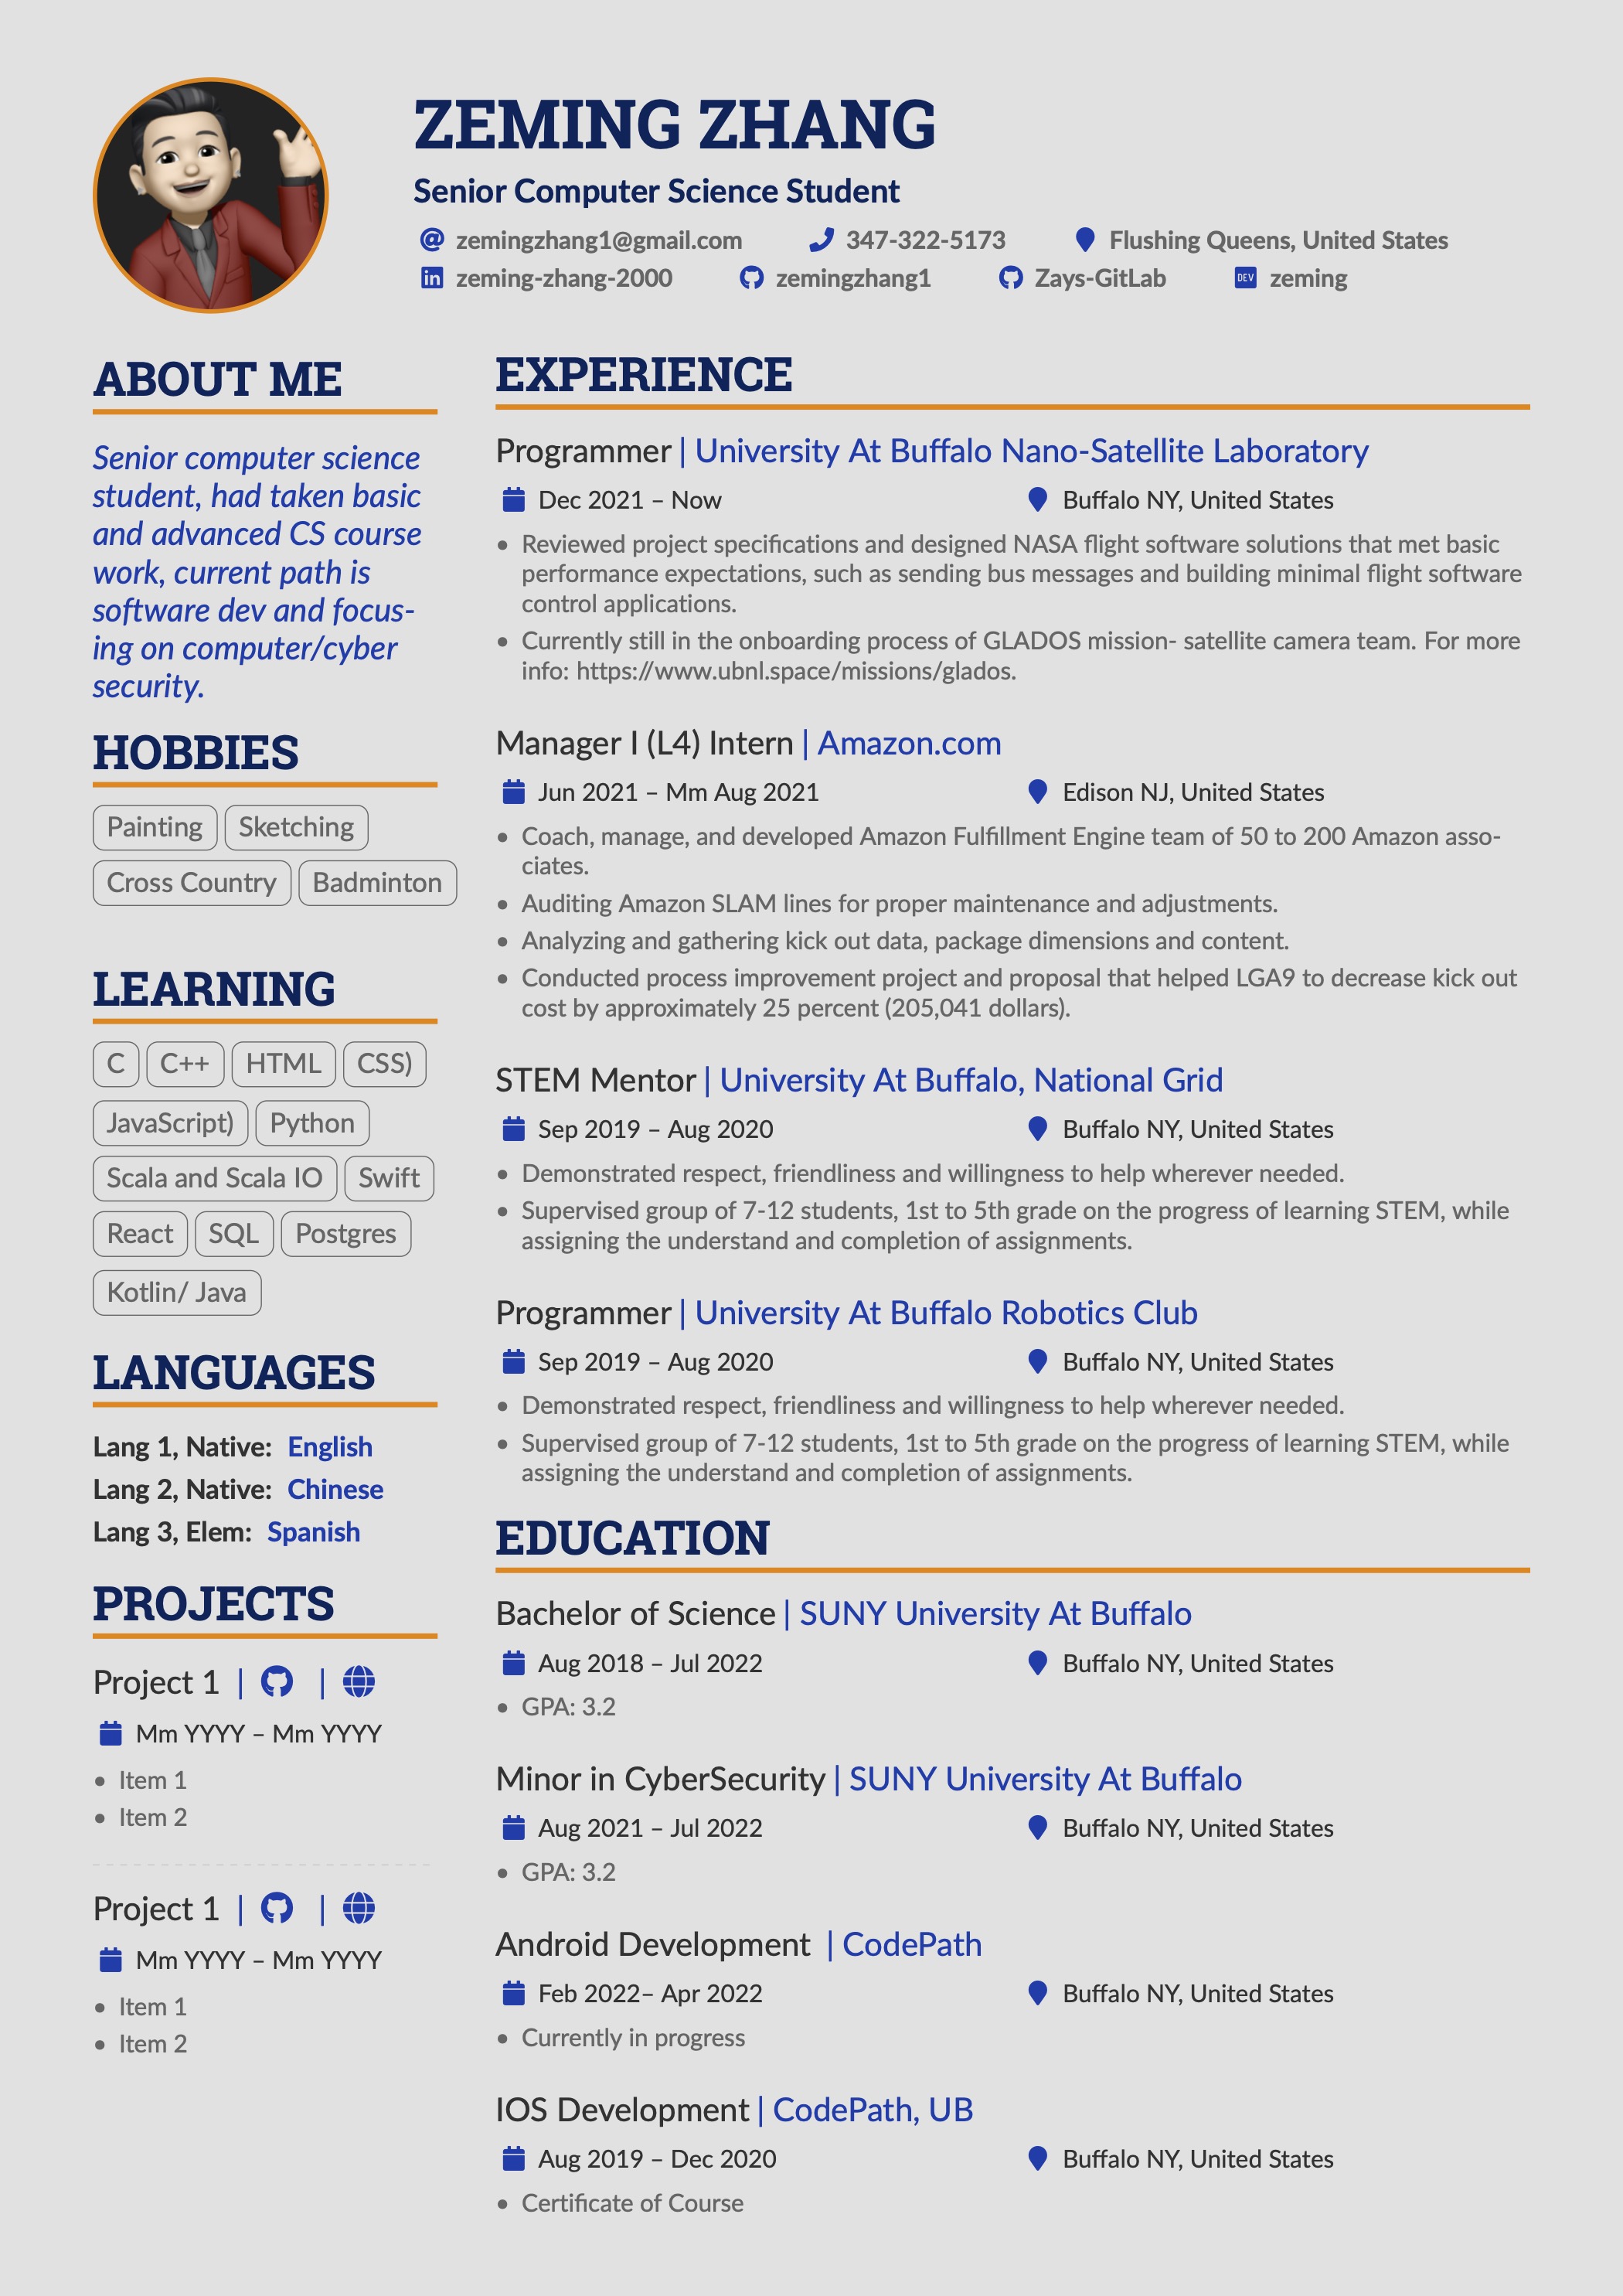 ZEMING ZHANG
Senior Computer Science Student
zemingzhang1@gmail.com 347-322-5173 Flushing Queens, United States
zeming-zhang-2000 zemingzhang1 Zays-GitLab DEV zeming
ABOUT ME
Senior computer science
student, had taken basic
and advanced CS course
work, current path is
software dev and focus-
ing on computer/cyber
security.
HOBBIES
Painting Sketching
Cross Country Badminton
LEARNING
C C++ HTML CSS)
JavaScript) Python
Scala and Scala IO Swift
React SQL Postgres
Kotlin/ Java
LANGUAGES
Lang 1, Native: English
Lang 2, Native: Chinese
Lang 3, Elem: Spanish
PROJECTS
Project 1 | |
Mm YYYY – Mm YYYY
• Item 1
• Item 2
Project 1 | |
Mm YYYY – Mm YYYY
• Item 1
• Item 2
EXPERIENCE
Programmer | University At Buffalo Nano-Satellite Laboratory
Dec 2021 – Now Buffalo NY, United States
• Reviewed project specifications and designed NASA flight software solutions that met basic
performance expectations, such as sending bus messages and building minimal flight software
control applications.
• Currently still in the onboarding process of GLADOS mission- satellite camera team. For more
info: https://www.ubnl.space/missions/glados.
Manager I (L4) Intern | Amazon.com
Jun 2021 – Mm Aug 2021 Edison NJ, United States
• Coach, manage, and developed Amazon Fulfillment Engine team of 50 to 200 Amazon asso-
ciates.
• Auditing Amazon SLAM lines for proper maintenance and adjustments.
• Analyzing and gathering kick out data, package dimensions and content.
• Conducted process improvement project and proposal that helped LGA9 to decrease kick out
cost by approximately 25 percent (205,041 dollars).
STEM Mentor | University At Buffalo, National Grid
Sep 2019 – Aug 2020 Buffalo NY, United States
• Demonstrated respect, friendliness and willingness to help wherever needed.
• Supervised group of 7-12 students, 1st to 5th grade on the progress of learning STEM, while
assigning the understand and completion of assignments.
Programmer | University At Buffalo Robotics Club
Sep 2019 – Aug 2020 Buffalo NY, United States
• Demonstrated respect, friendliness and willingness to help wherever needed.
• Supervised group of 7-12 students, 1st to 5th grade on the progress of learning STEM, while
assigning the understand and completion of assignments.
EDUCATION
Bachelor of Science | SUNY University At Buffalo
Aug 2018 – Jul 2022 Buffalo NY, United States
• GPA: 3.2
Minor in CyberSecurity | SUNY University At Buffalo
Aug 2021 – Jul 2022 Buffalo NY, United States
• GPA: 3.2
Android Development | CodePath
Feb 2022– Apr 2022 Buffalo NY, United States
• Currently in progress
IOS Development | CodePath, UB
Aug 2019 – Dec 2020 Buffalo NY, United States
• Certificate of Course